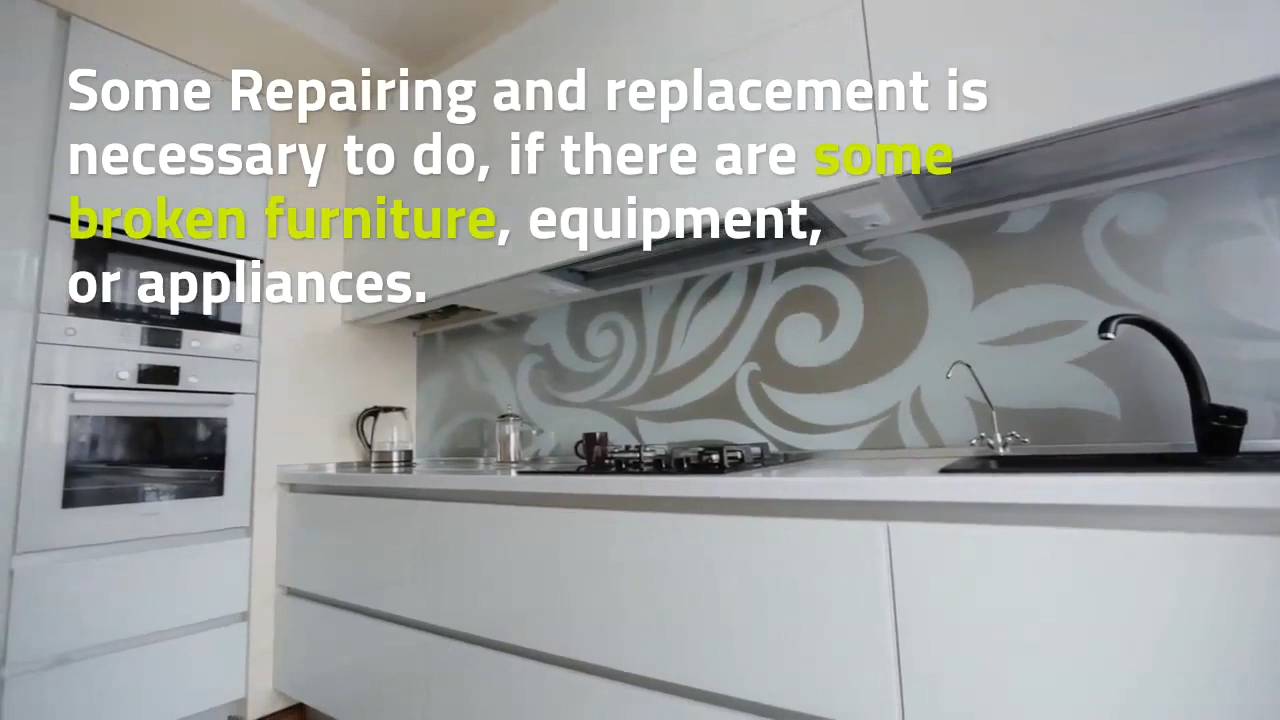 Some Repairing and replacement is
necessary to do, if there are some
broken furniture, equipment,
or appliances.